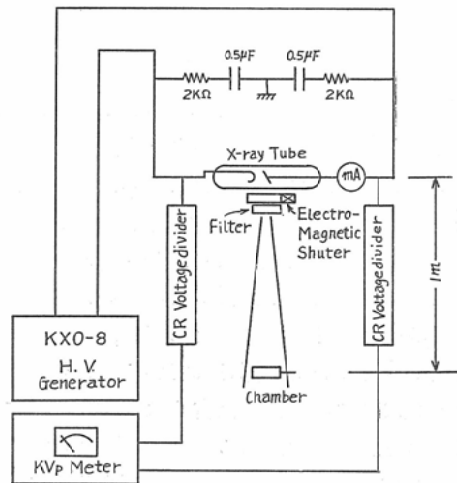 0.5µF
0.5µF
2KΩ
2KΩ
X-ray Tube
mA
Filter
Electro-
Magnetic
Shuter
CR Voltagedivider
CR Voltagedivider
1m
KXO-8
H. V.
Generator
Chamber
KVp Meter